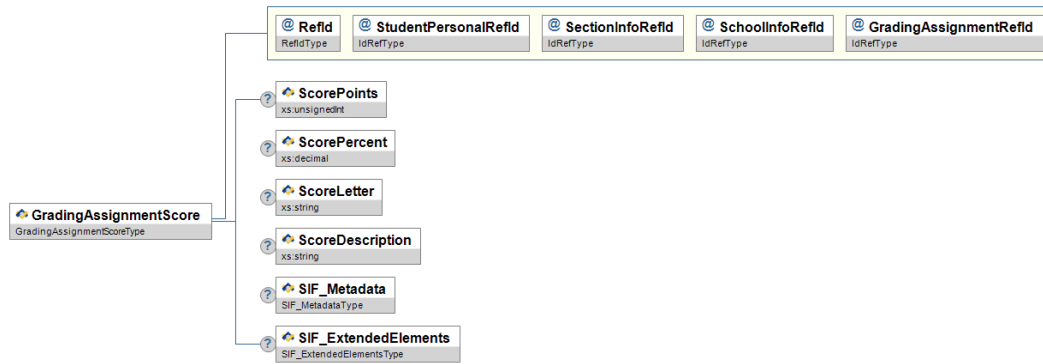 @ RefId
RefIdType
@ StudentPersonalRefId
IdRefType
@ SectionInfoRefId
IdRefType
@ SchoolInfoRefId
IdRefType
@ GradingAssignmentRefId
IdRefType
? ScorePoints
xs:unsignedInt
? ScorePercent
xs:decimal
? ScoreLetter
xs:string
GradingAssignmentScore
GradingAssignmentScoreType
? ScoreDescription
xs:string
? SIF_Metadata
SIF_MetadataType
? SIF_ExtendedElements
SIF_ExtendedElementsType